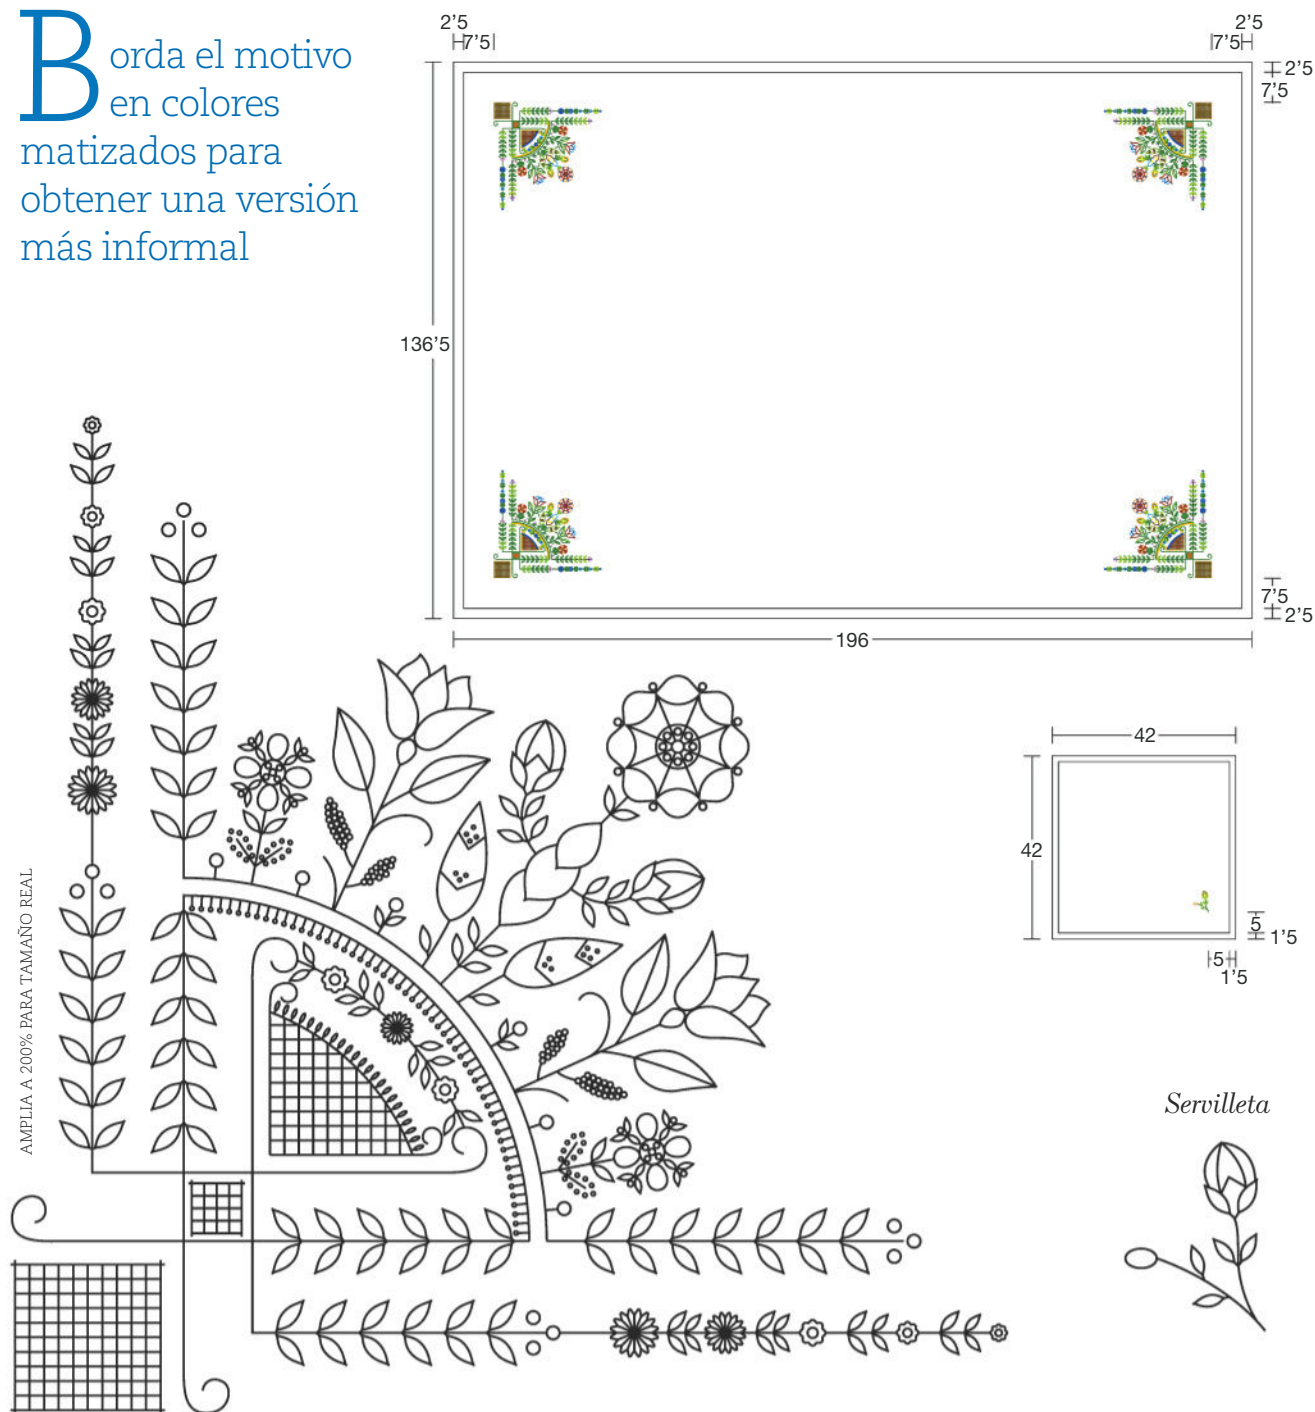 Borda el motivo
en colores
matizados para
obtener una versión
más informal
2'5
7'5
2'5
7'5
2'5
7'5
136'5
7'5
2'5
196
42
42
5
1'5
5
1'5
AMPLIA A 200% PARA TAMAÑO REAL
Servilleta